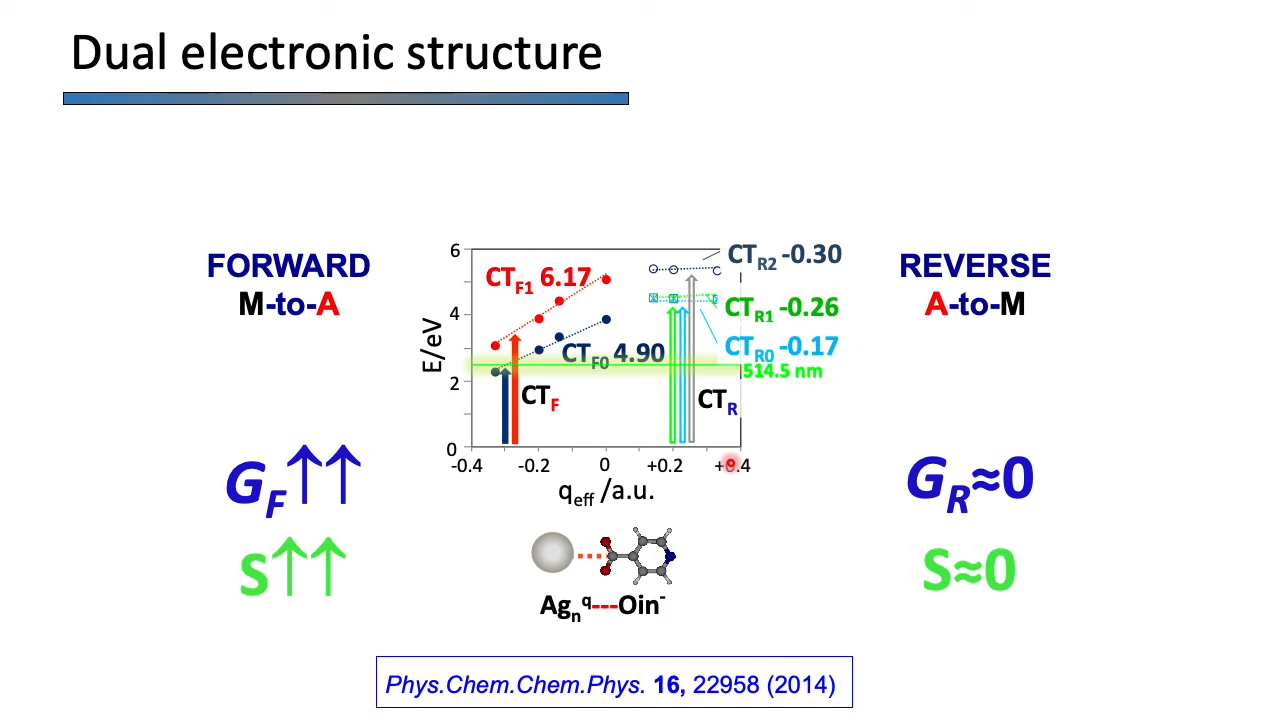 Dual electronic structure
FORWARD
M-to-A
G_F↑↑
S↑↑
6
4
2
0
E/eV
-0.4
-0.2
0
+0.2
+0.4
q_eff /a.u.
CT_F1 6.17
CT_F0 4.90
CT_F
CT_R2 -0.30
CT_R1 -0.26
CT_R0 -0.17
514.5 nm
CT_R
Ag_n^q---Oin^-
REVERSE
A-to-M
G_R≈0
S≈0
Phys.Chem.Chem.Phys. 16, 22958 (2014)